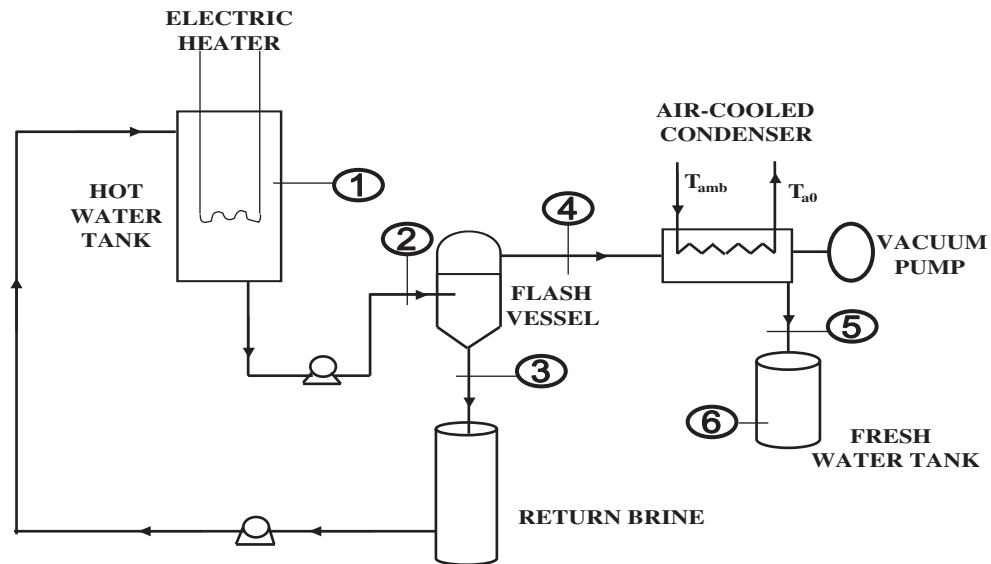 ELECTRIC
HEATER
AIR-COOLED
CONDENSER
HOT
WATER
TANK
1
2
4
Tamb
Ta0
VACUUM
PUMP
FLASH
VESSEL
3
5
6
FRESH
WATER TANK
RETURN BRINE